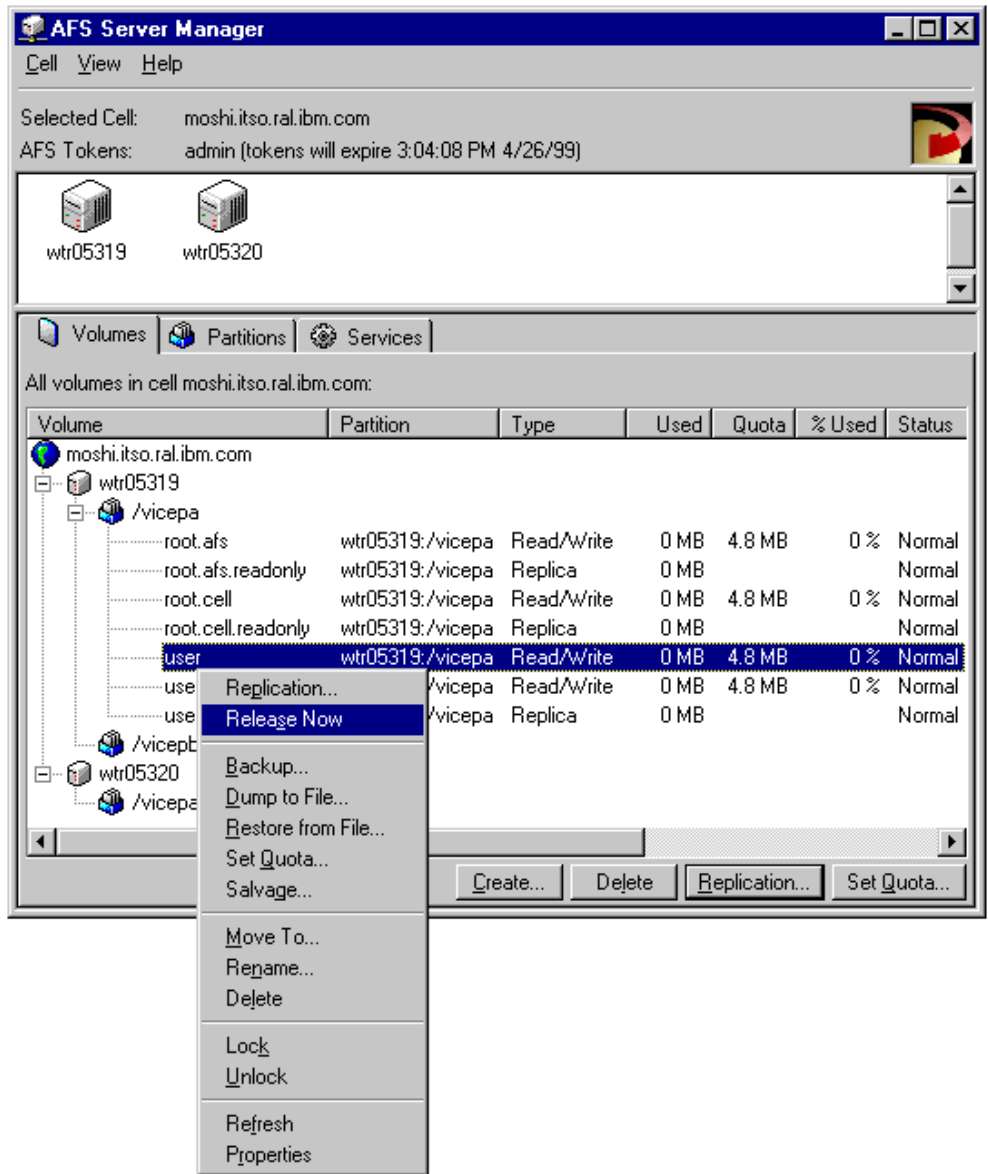 AFS Server Manager
Cell View Help
Selected Cell: moshi.itso.ral.ibm.com
AFS Tokens: admin (tokens will expire 3:04:08 PM 4/26/99)
wtr05319 wtr05320
Volumes Partitions Services
All volumes in cell moshi.itso.ral.ibm.com:
Volume Partition Type Used Quota % Used Status
moshi.itso.ral.ibm.com
wtr05319
/vicepa
root.afs wtr05319:/vicepa Read/Write 0 MB 4.8 MB 0 % Normal
root.afs.readonly wtr05319:/vicepa Replica 0 MB Normal
root.cell wtr05319:/vicepa Read/Write 0 MB 4.8 MB 0 % Normal
root.cell.readonly wtr05319:/vicepa Replica 0 MB Normal
user wtr05319:/vicepa Read/Write 0 MB 4.8 MB 0 % Normal
use /vicepa Read/Write 0 MB 4.8 MB 0 % Normal
use /vicepa Replica 0 MB Normal
/vicepb
wtr05320
/vicepa
Replication...
Release Now
Backup...
Dump to File...
Restore from File...
Set Quota...
Salvage...
Move To...
Rename...
Delete
Lock
Unlock
Refresh
Properties
Create... Delete Replication... Set Quota...